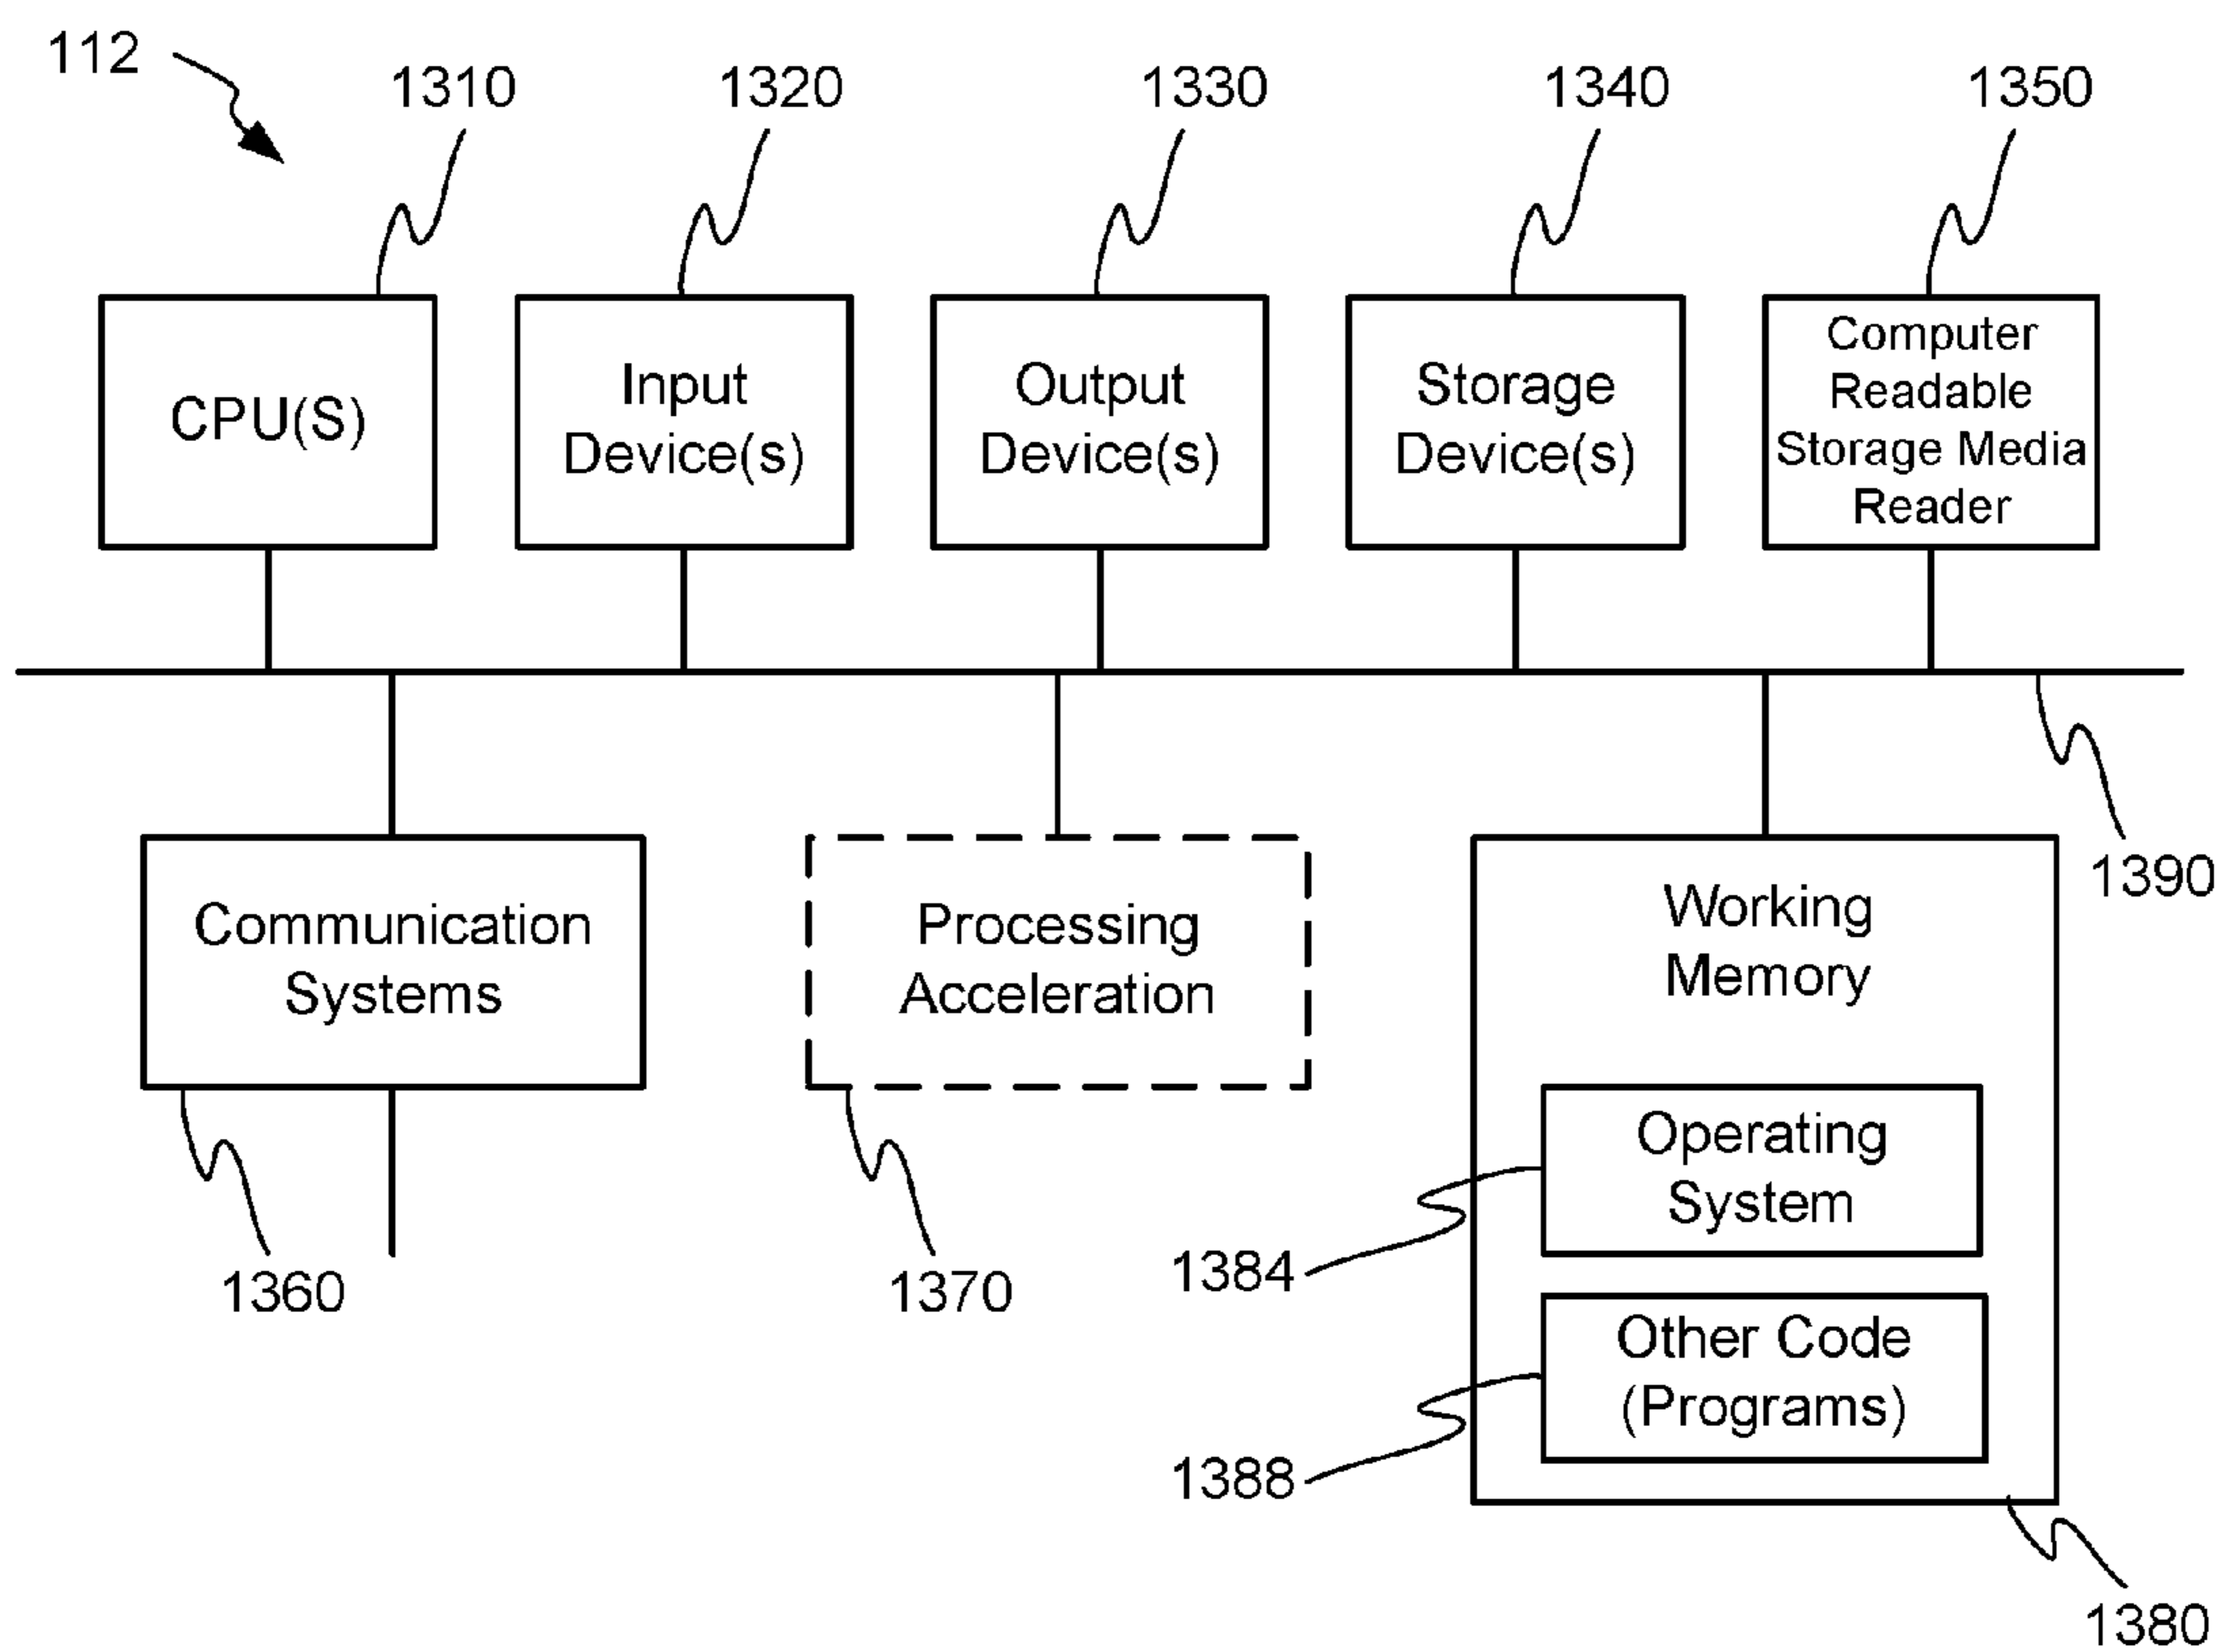 112
1310
1320
1330
1340
1350
CPU(S)
Input
Device(s)
Output
Device(s)
Storage
Device(s)
Computer
Readable
Storage Media
Reader
1390
Communication
Systems
1360
Processing
Acceleration
1370
Working
Memory
Operating
System
1384
Other Code
(Programs)
1388
1380